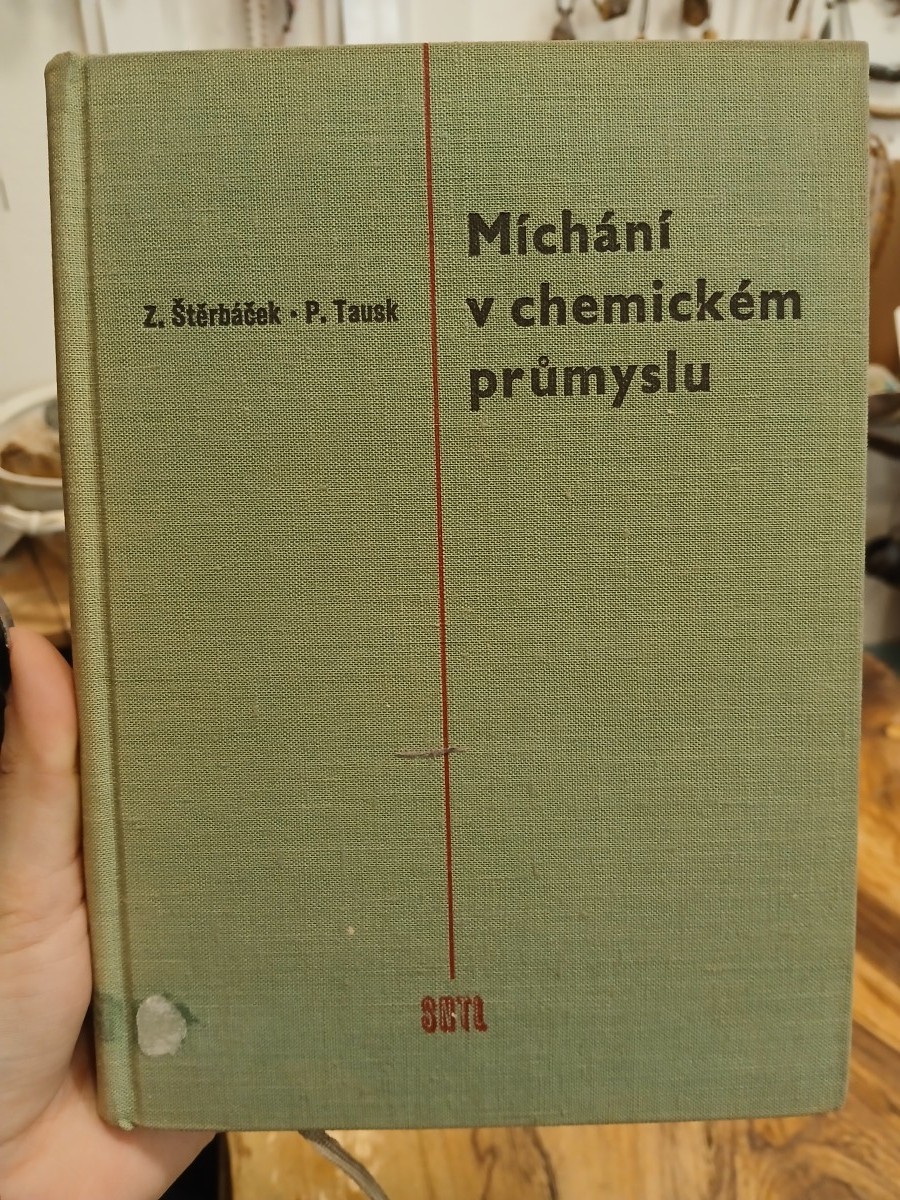 Z. Štěrbáček · P. Tausk
Míchání
v chemickém
průmyslu
SNTL